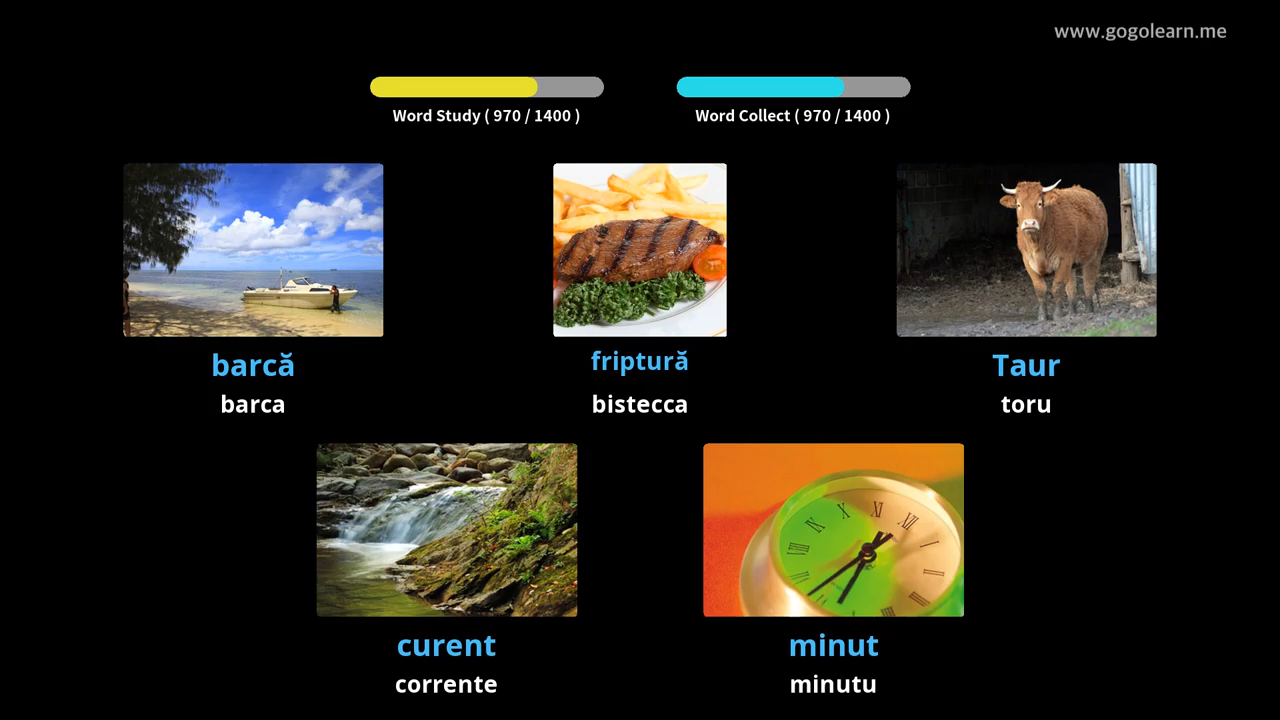 www.gogolearn.me
Word Study ( 970 / 1400 )
Word Collect ( 970 / 1400 )
barcă
barca
friptură
bistecca
Taur
toru
curent
corrente
minut
minutu